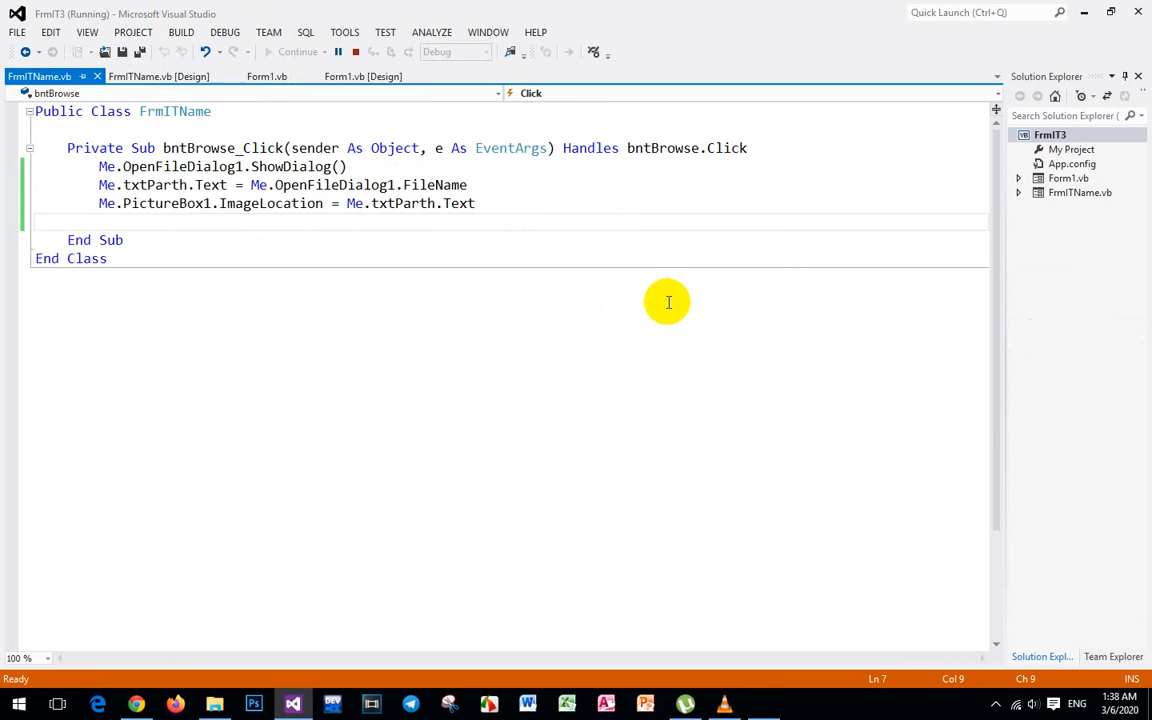 FrmIT3 (Running) - Microsoft Visual Studio
Quick Launch (Ctrl+Q)
FILE EDIT VIEW PROJECT BUILD DEBUG TEAM SQL TOOLS TEST ANALYZE WINDOW HELP
Continue Debug
FrmITName.vb FrmITName.vb [Design] Form1.vb Form1.vb [Design]
Solution Explorer
bntBrowse Click
Public Class FrmITName
Private Sub bntBrowse_Click(sender As Object, e As EventArgs) Handles bntBrowse.Click
Me.OpenFileDialog1.ShowDialog()
Me.txtParth.Text = Me.OpenFileDialog1.FileName
Me.PictureBox1.ImageLocation = Me.txtParth.Text
End Sub
End Class
Search Solution Explorer (
FrmIT3
My Project
App.config
Form1.vb
FrmITName.vb
100 %
Solution Expl... Team Explorer
Ready Ln 7 Col 9 Ch 9 INS
ENG
1:38 AM
3/6/2020